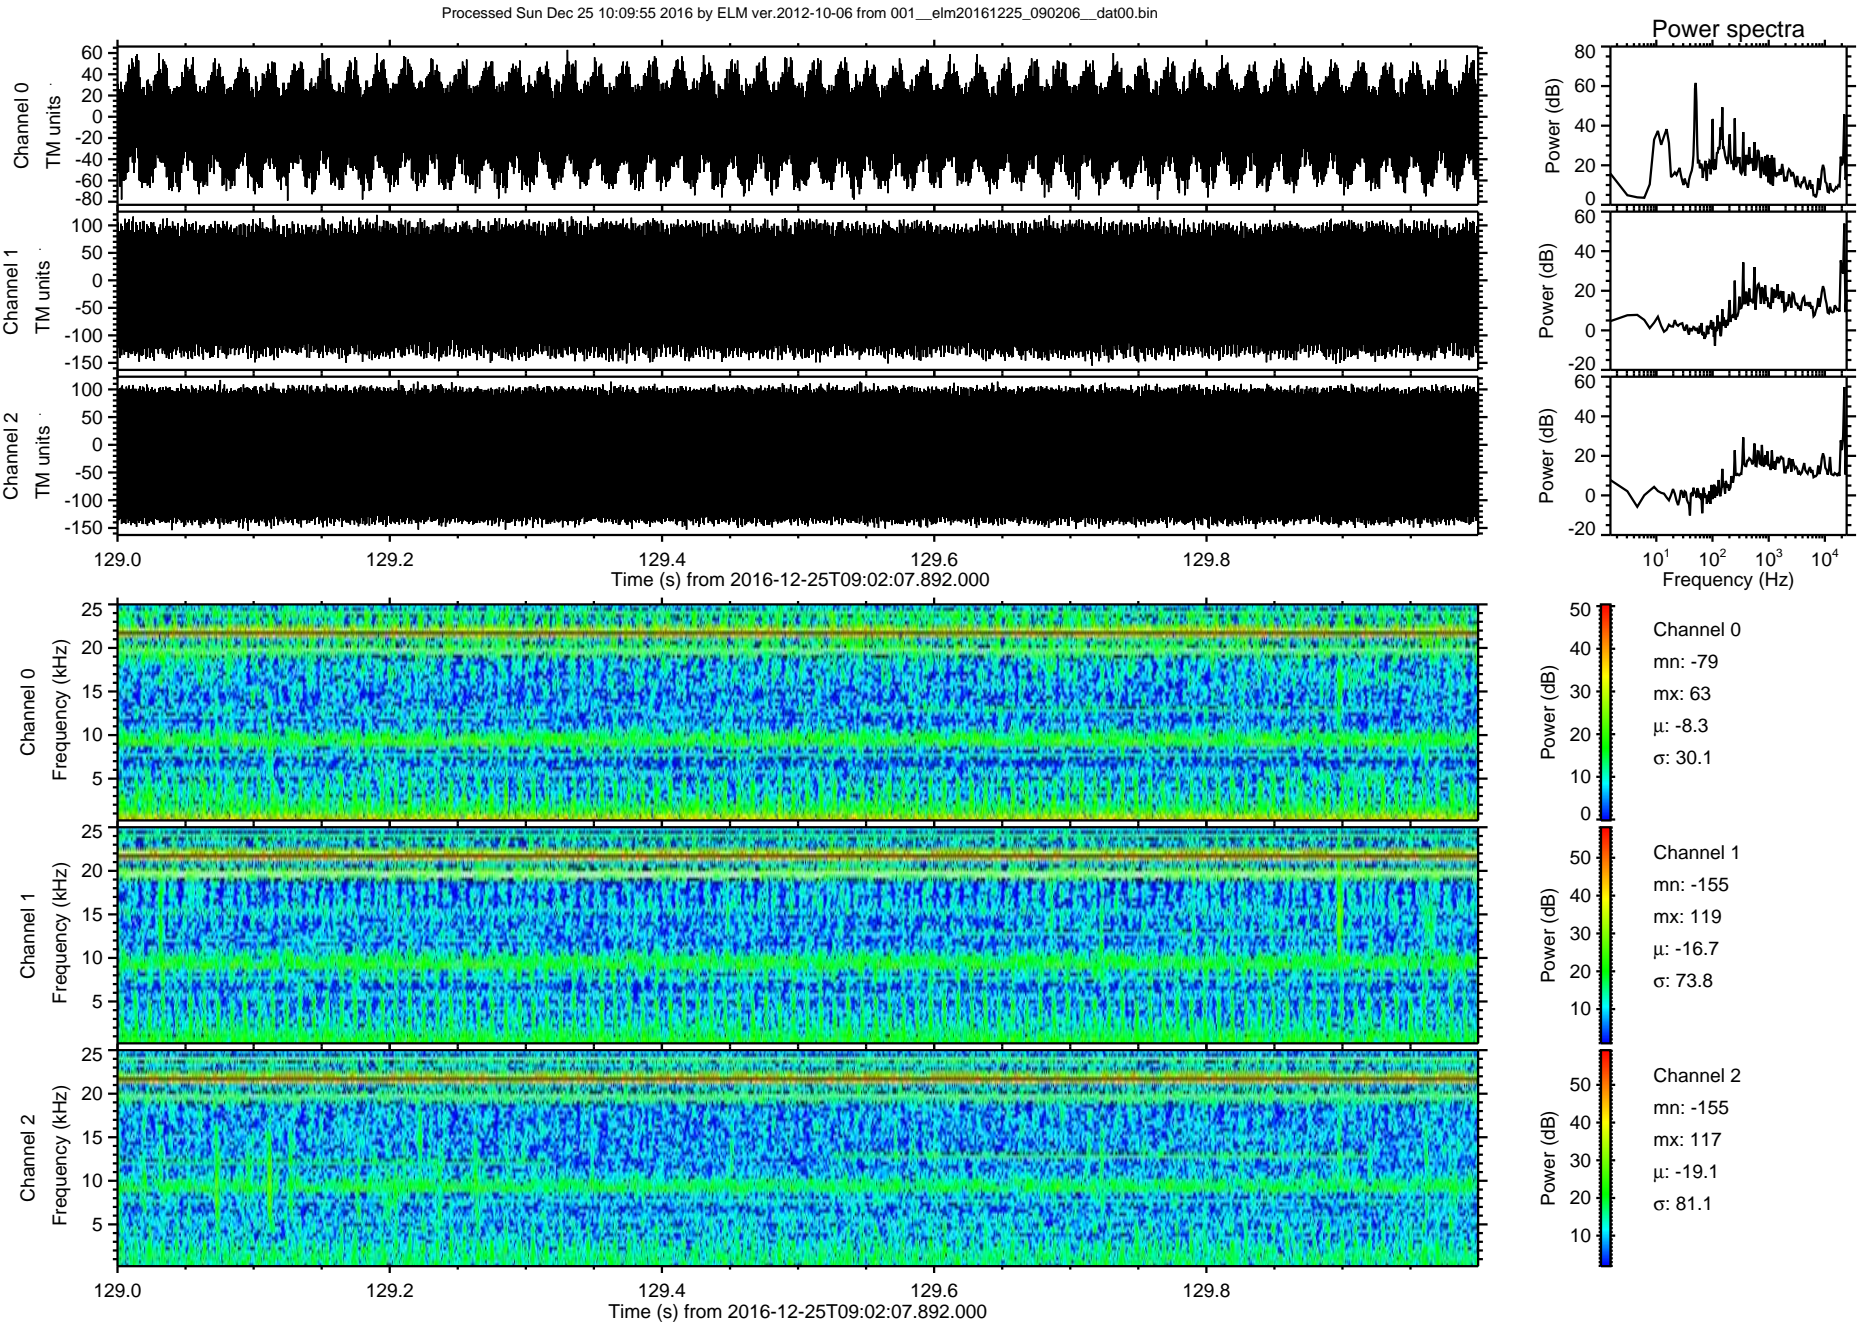 Processed Sun Dec 25 10:09:55 2016 by ELM ver.2012-10-06 from 001__elm20161225_090206__dat00.bin
Power spectra
Channel 0
TM units
60
40
20
0
-20
-40
-60
-80
Power (dB)
80
60
40
20
0
Channel 1
TM units
100
50
0
-50
-100
-150
Power (dB)
60
40
20
0
-20
Channel 2
TM units
100
50
0
-50
-100
-150
Power (dB)
60
40
20
0
-20
129.0 129.2 129.4 129.6 129.8
Time (s) from 2016-12-25T09:02:07.892.000
10¹ 10² 10³ 10⁴
Frequency (Hz)
Channel 0
Frequency (kHz)
25
20
15
10
5
Power (dB)
50
40
30
20
10
0
Channel 0
mn: -79
mx: 63
μ: -8.3
σ: 30.1
Channel 1
Frequency (kHz)
25
20
15
10
5
Power (dB)
50
40
30
20
10
Channel 1
mn: -155
mx: 119
μ: -16.7
σ: 73.8
Channel 2
Frequency (kHz)
25
20
15
10
5
Power (dB)
50
40
30
20
10
Channel 2
mn: -155
mx: 117
μ: -19.1
σ: 81.1
129.0 129.2 129.4 129.6 129.8
Time (s) from 2016-12-25T09:02:07.892.000